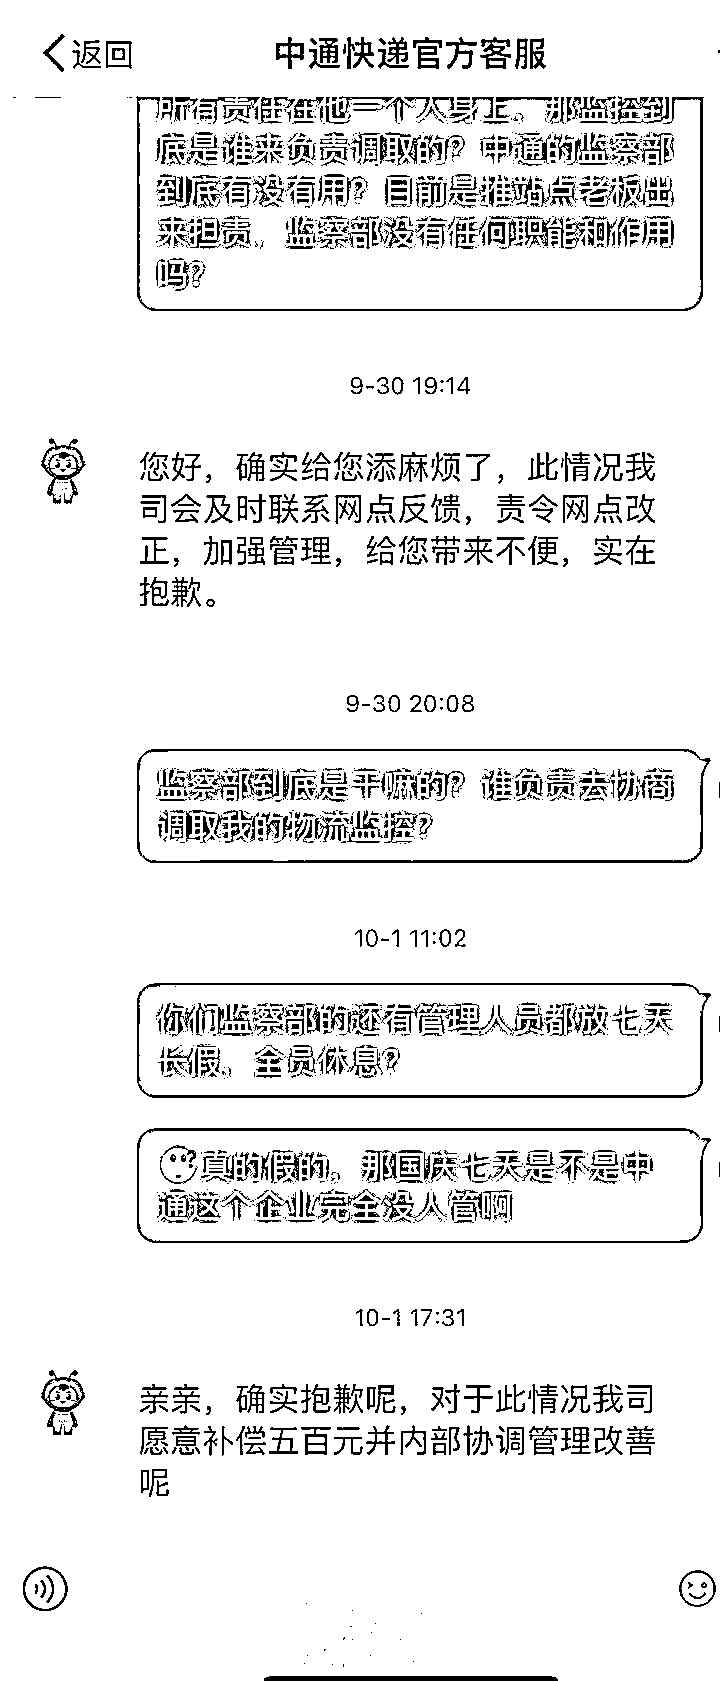 返回
中通快递官方客服
所有责任在他一个人身上。那监控到
底是谁来负责调取的？中通的监察部
到底有没有用？目前是推站点老板出
来担责。监察部没有任何职能和作用
吗？
9-30 19:14
您好，确实给您添麻烦了，此情况我
司会及时联系网点反馈，责令网点改
正，加强管理，给您带来不便，实在
抱歉。
9-30 20:08
监察部到底是干嘛的？谁负责去协商
调取我的物流监控？
10-1 11:02
你们监察部的还有管理人员都放七天
长假。全员休息？
真的假的。那国庆七天是不是中
通这个企业完全没人管啊
10-1 17:31
亲亲，确实抱歉呢，对于此情况我司
愿意补偿五百元并内部协调管理改善
呢